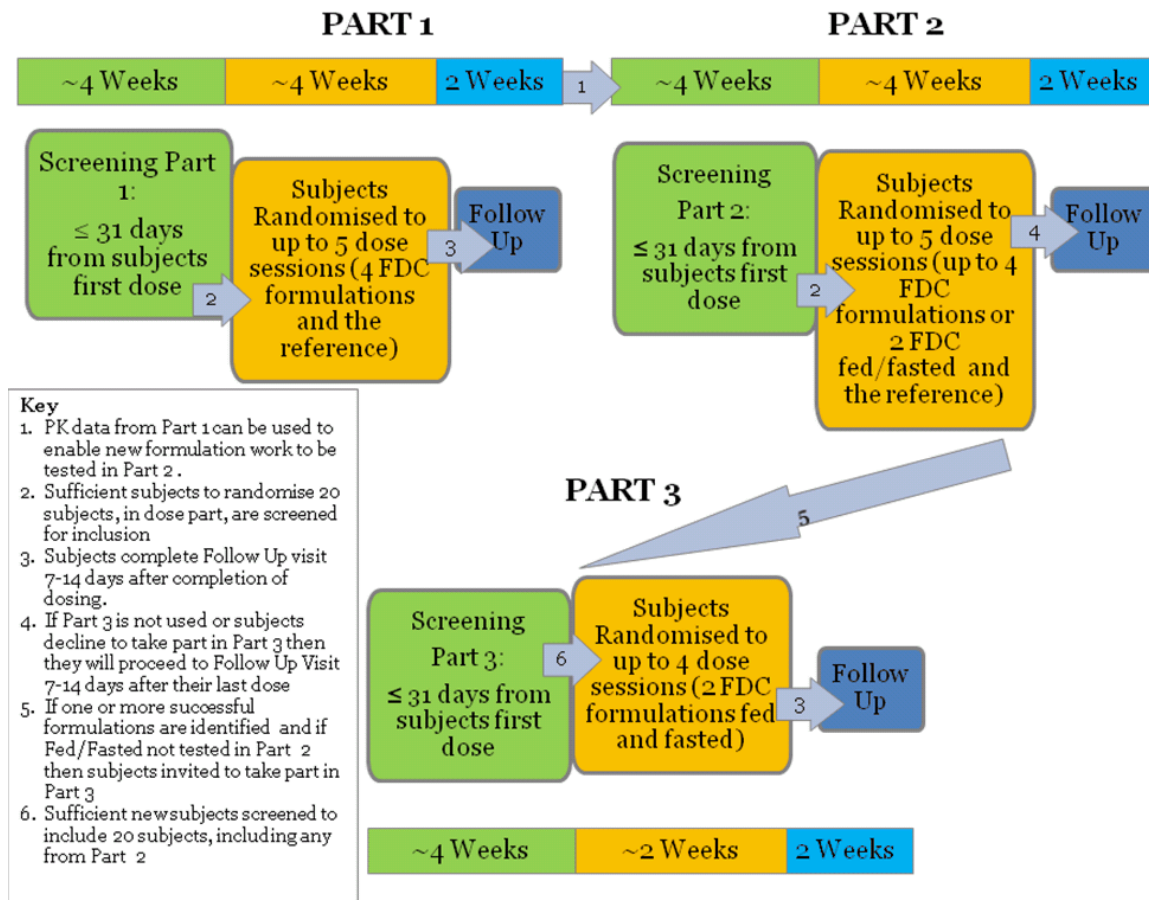 PART 1
~4 Weeks
~4 Weeks
2 Weeks
1
Screening Part
1:
≤ 31 days
from subjects
first dose
2
Subjects
Randomised to
up to 5 dose
sessions (4 FDC
formulations
and the
reference)
3
Follow
Up
PART 2
~4 Weeks
~4 Weeks
2 Weeks
Screening
Part 2:
≤ 31 days from
subjects first
dose
2
Subjects
Randomised to
up to 5 dose
sessions (up to 4
FDC
formulations or
2 FDC
fed/fasted and
the reference)
4
Follow
Up
Key
1. PK data from Part 1 can be used to
enable new formulation work to be
tested in Part 2 .
2. Sufficient subjects to randomise 20
subjects, in dose part, are screened
for inclusion
3. Subjects complete Follow Up visit
7-14 days after completion of
dosing.
4. If Part 3 is not used or subjects
decline to take part in Part 3 then
they will proceed to Follow Up Visit
7-14 days after their last dose
5. If one or more successful
formulations are identified and if
Fed/Fasted not tested in Part 2
then subjects invited to take part in
Part 3
6. Sufficient new subjects screened to
include 20 subjects, including any
from Part 2
PART 3
5
Screening
Part 3:
≤ 31 days from
subjects first
dose
6
Subjects
Randomised to
up to 4 dose
sessions (2 FDC
formulations fed
and fasted)
3
Follow
Up
~4 Weeks
~2 Weeks
2 Weeks